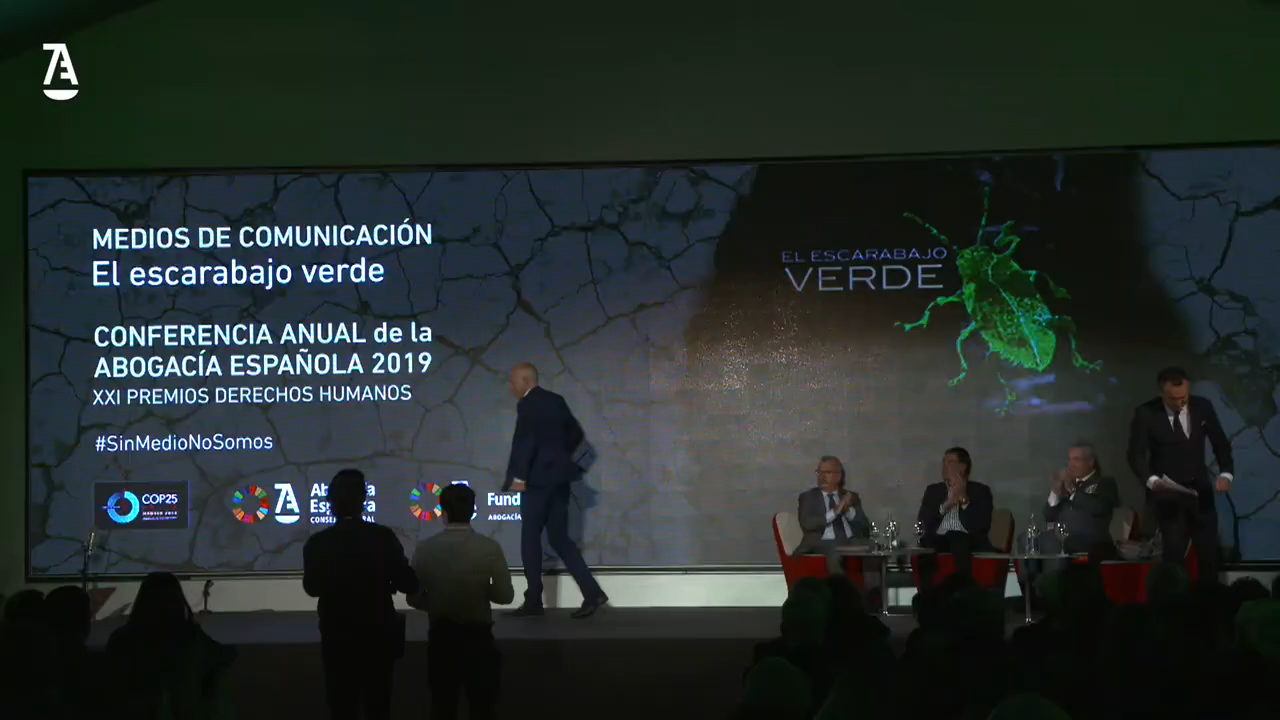 MEDIOS DE COMUNICACIÓN
El escarabajo verde
CONFERENCIA ANUAL de la
ABOGACÍA ESPAÑOLA 2019
XXI PREMIOS DERECHOS HUMANOS
#SinMedioNoSomos
COP25
EL ESCARABAJO
VERDE